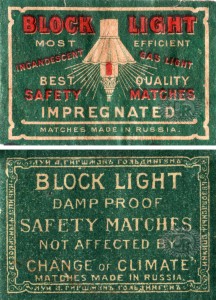 BLOCK LIGHT
MOST EFFICIENT
INCANDESCENT GAS LIGHT
BEST QUALITY
SAFETY MATCHES
IMPREGNATED
MATCHES MADE IN RUSSIA.
BLOCK LIGHT
DAMP PROOF
SAFETY MATCHES
NOT AFFECTED BY
CHANGE OF CLIMATE
MATCHES MADE IN RUSSIA